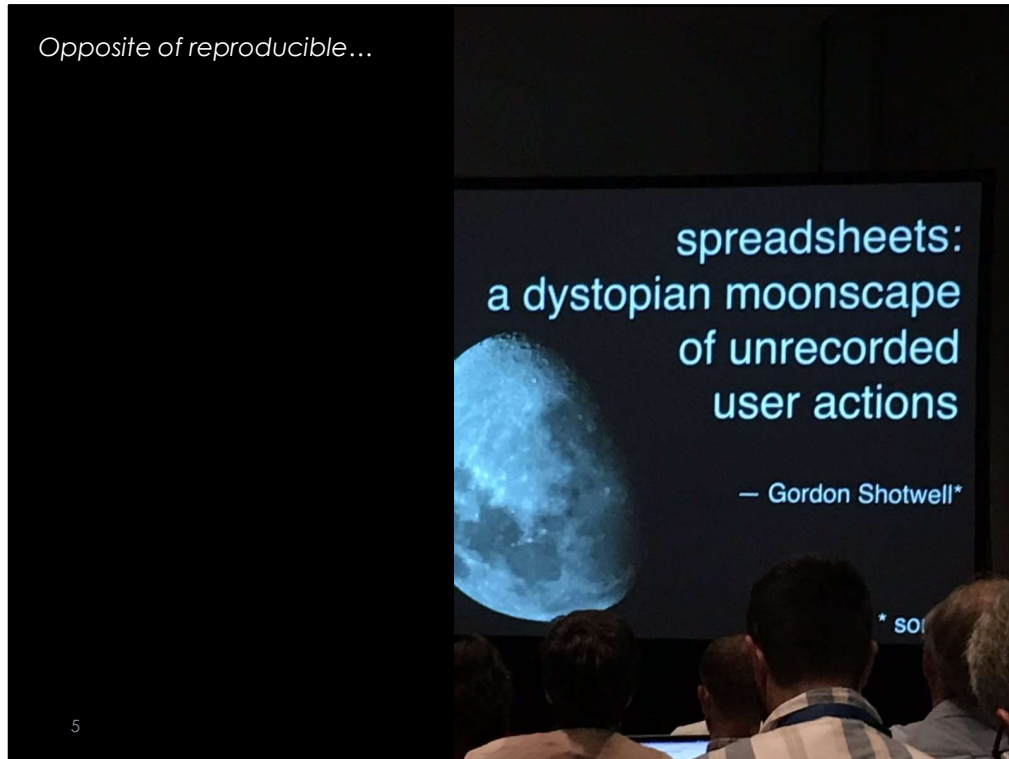 Opposite of reproducible…
spreadsheets:
a dystopian moonscape
of unrecorded
user actions
— Gordon Shotwell*
*
5